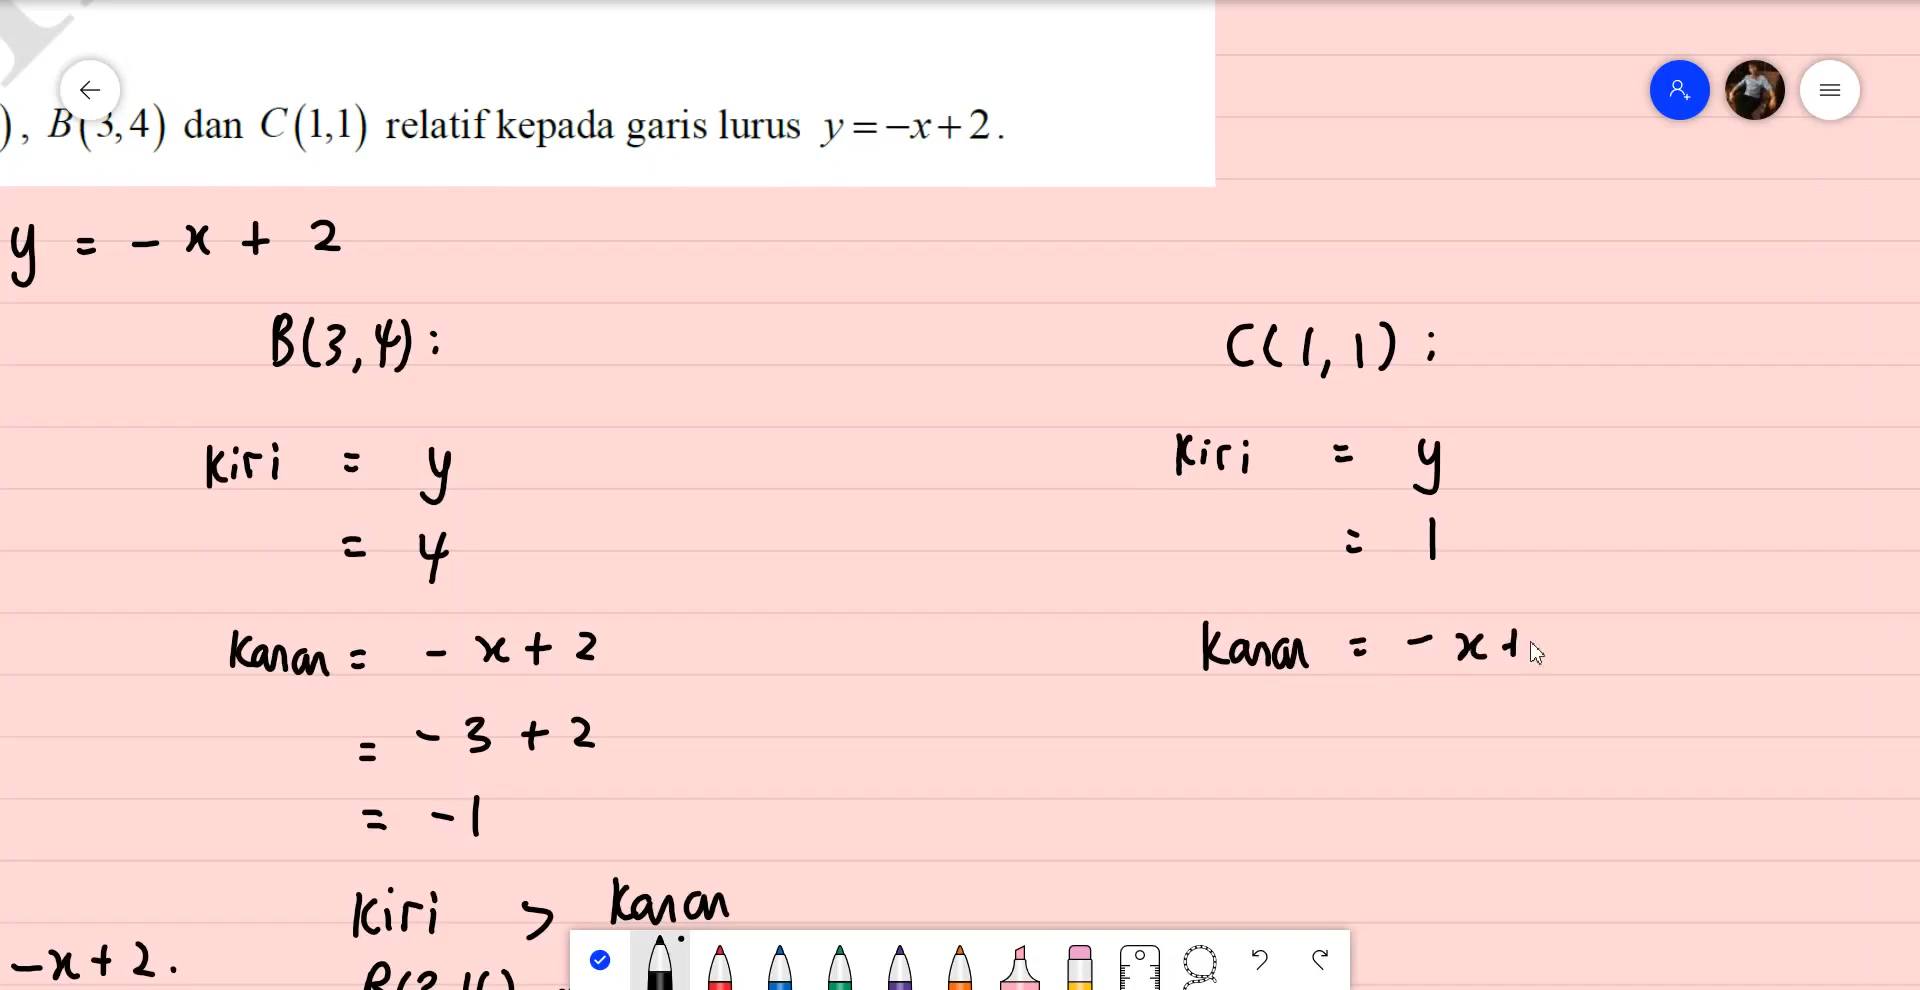 ), B(3,4) dan C(1,1) relatif kepada garis lurus y=−x+2.
y = - x + 2
B(3,4):
Kiri = y
= 4
Kanan = - x + 2
= - 3 + 2
= - 1
Kiri > Kanan
-x + 2.
C(1,1):
Kiri = y
= 1
Kanan = - x +